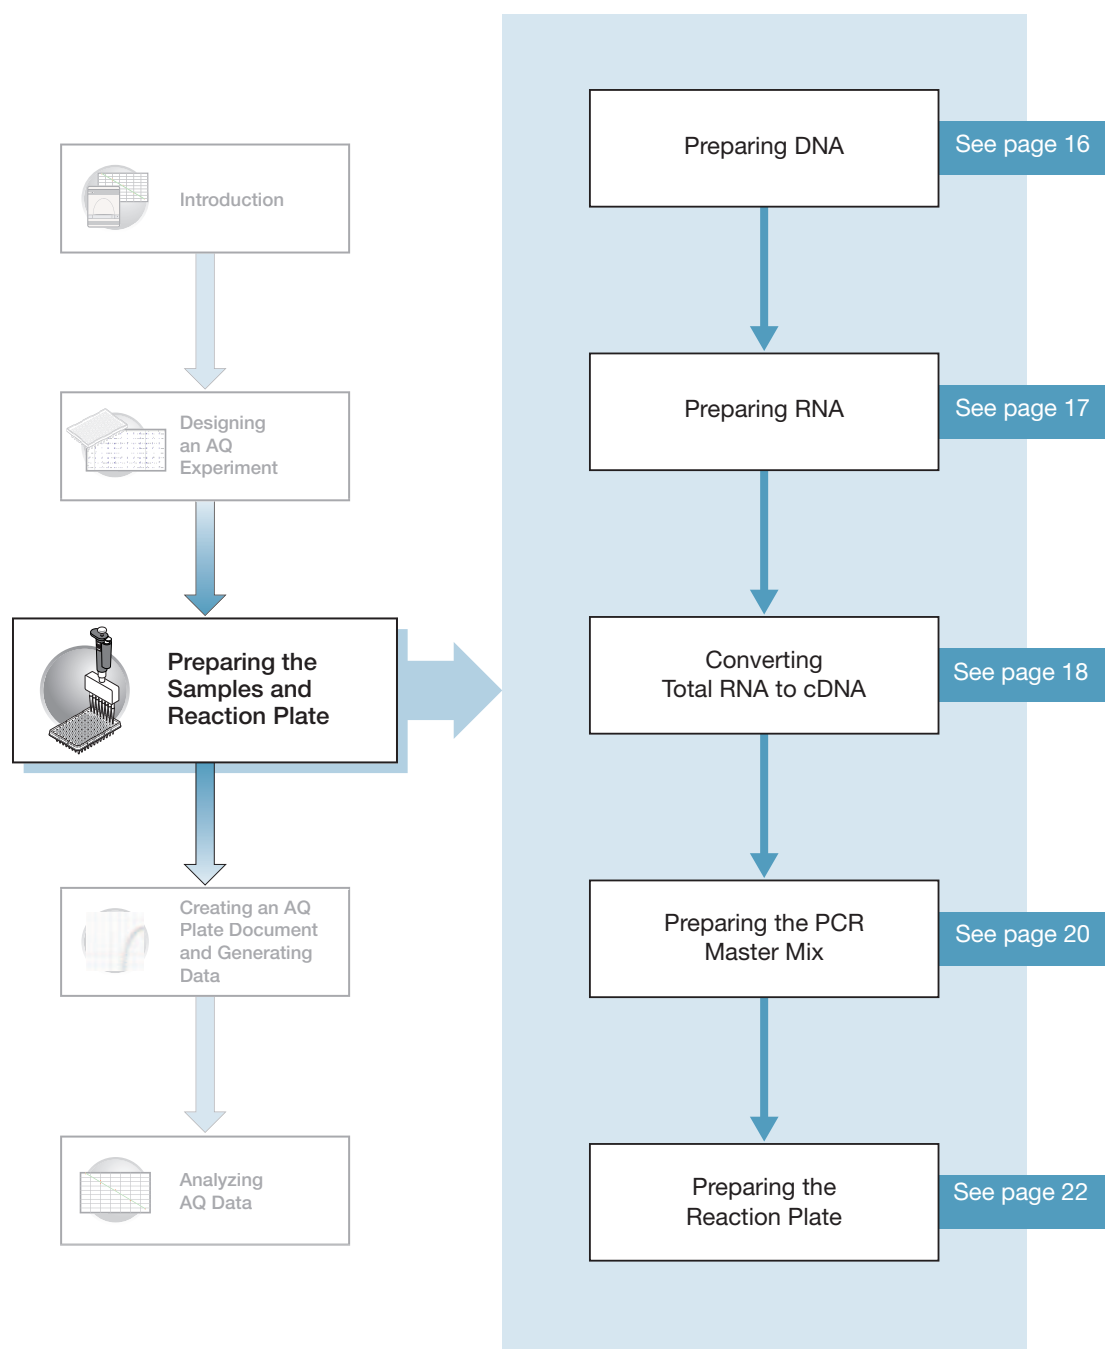 Introduction
Designing
an AQ
Experiment
Preparing the
Samples and
Reaction Plate
Creating an AQ
Plate Document
and Generating
Data
Analyzing
AQ Data
Preparing DNA
See page 16
Preparing RNA
See page 17
Converting
Total RNA to cDNA
See page 18
Preparing the PCR
Master Mix
See page 20
Preparing the
Reaction Plate
See page 22